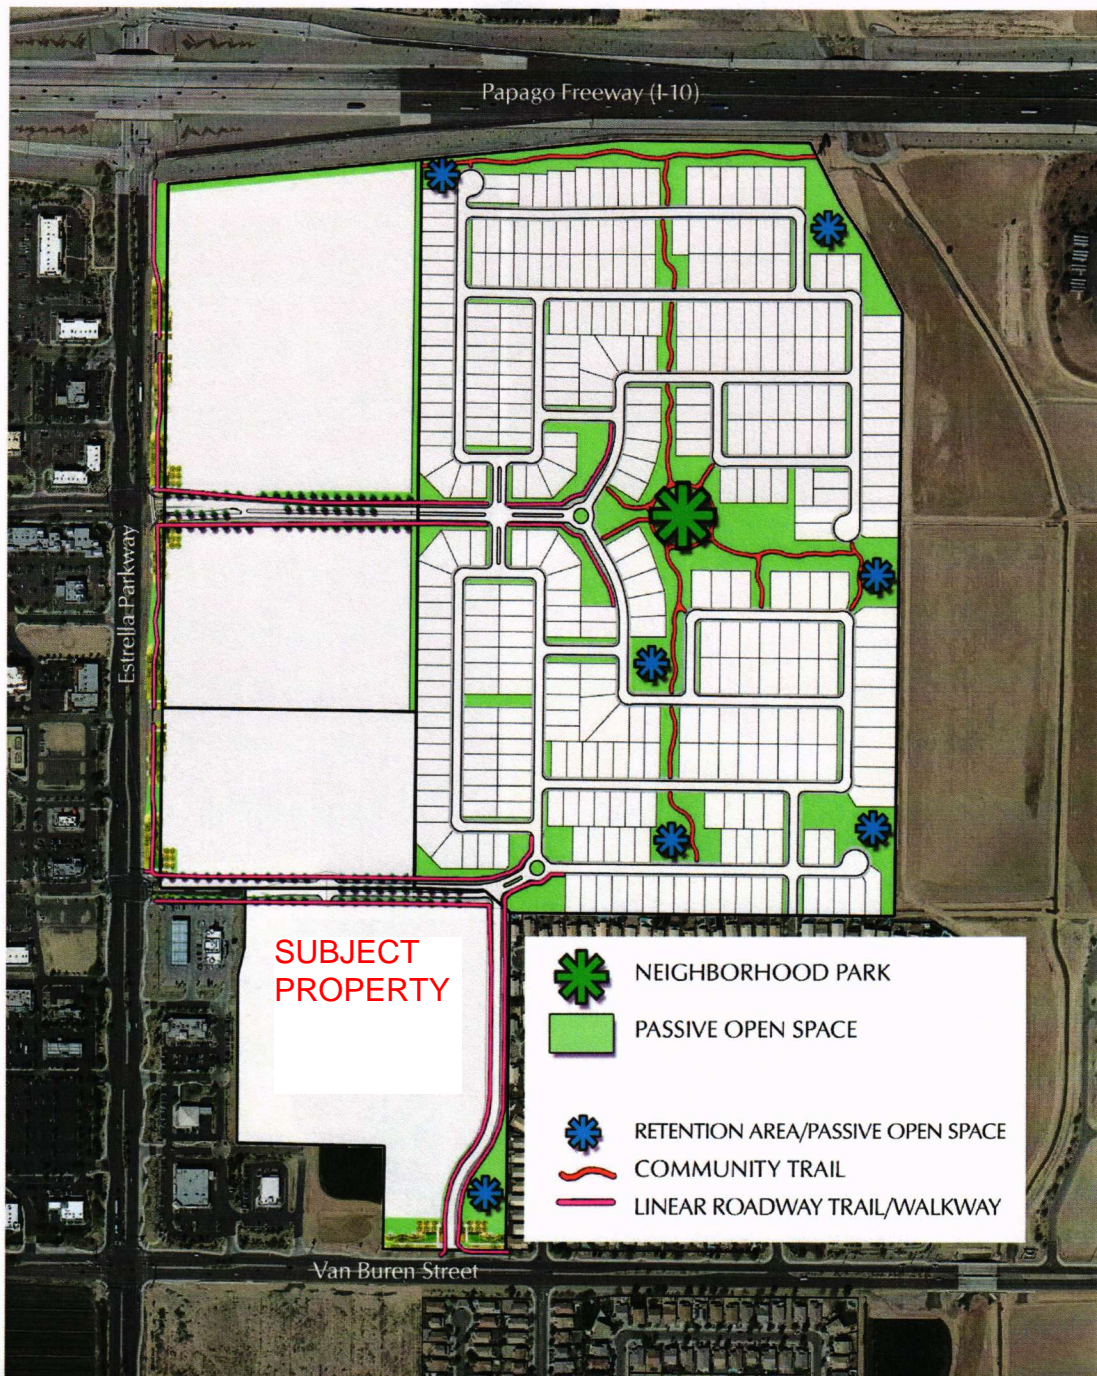 Papago Freeway (I-10)
Estrella Parkway
SUBJECT
PROPERTY
NEIGHBORHOOD PARK
PASSIVE OPEN SPACE
RETENTION AREA/PASSIVE OPEN SPACE
COMMUNITY TRAIL
LINEAR ROADWAY TRAIL/WALKWAY
Van Buren Street